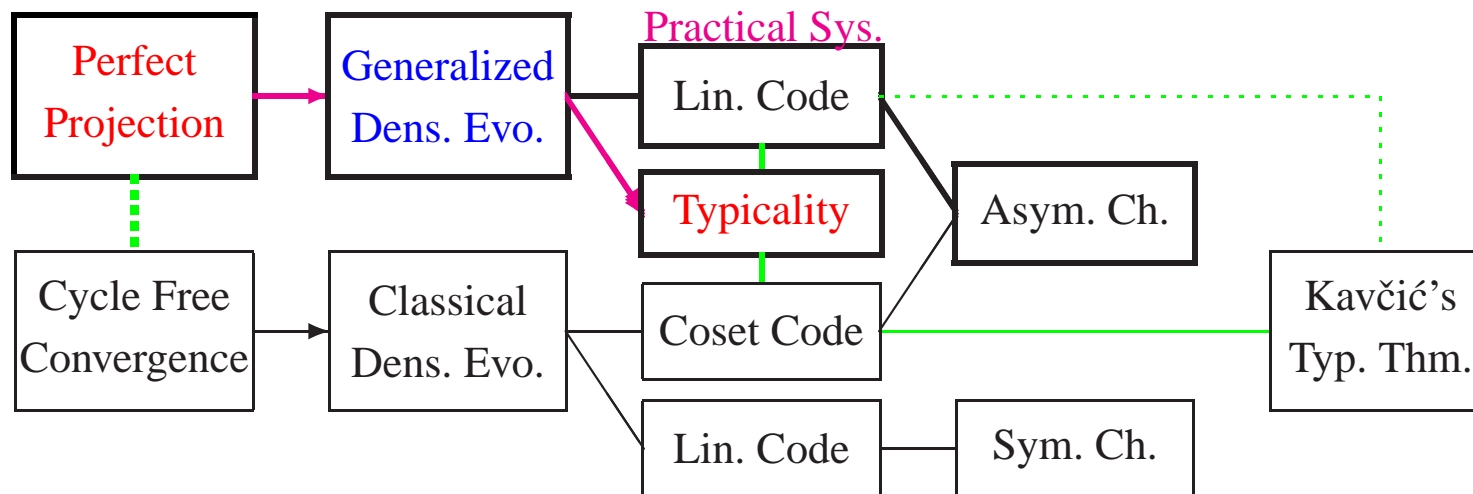 Practical Sys.
Perfect
Projection
Generalized
Dens. Evo.
Lin. Code
Typicality
Asym. Ch.
Cycle Free
Convergence
Classical
Dens. Evo.
Coset Code
Kavčić's
Typ. Thm.
Lin. Code
Sym. Ch.